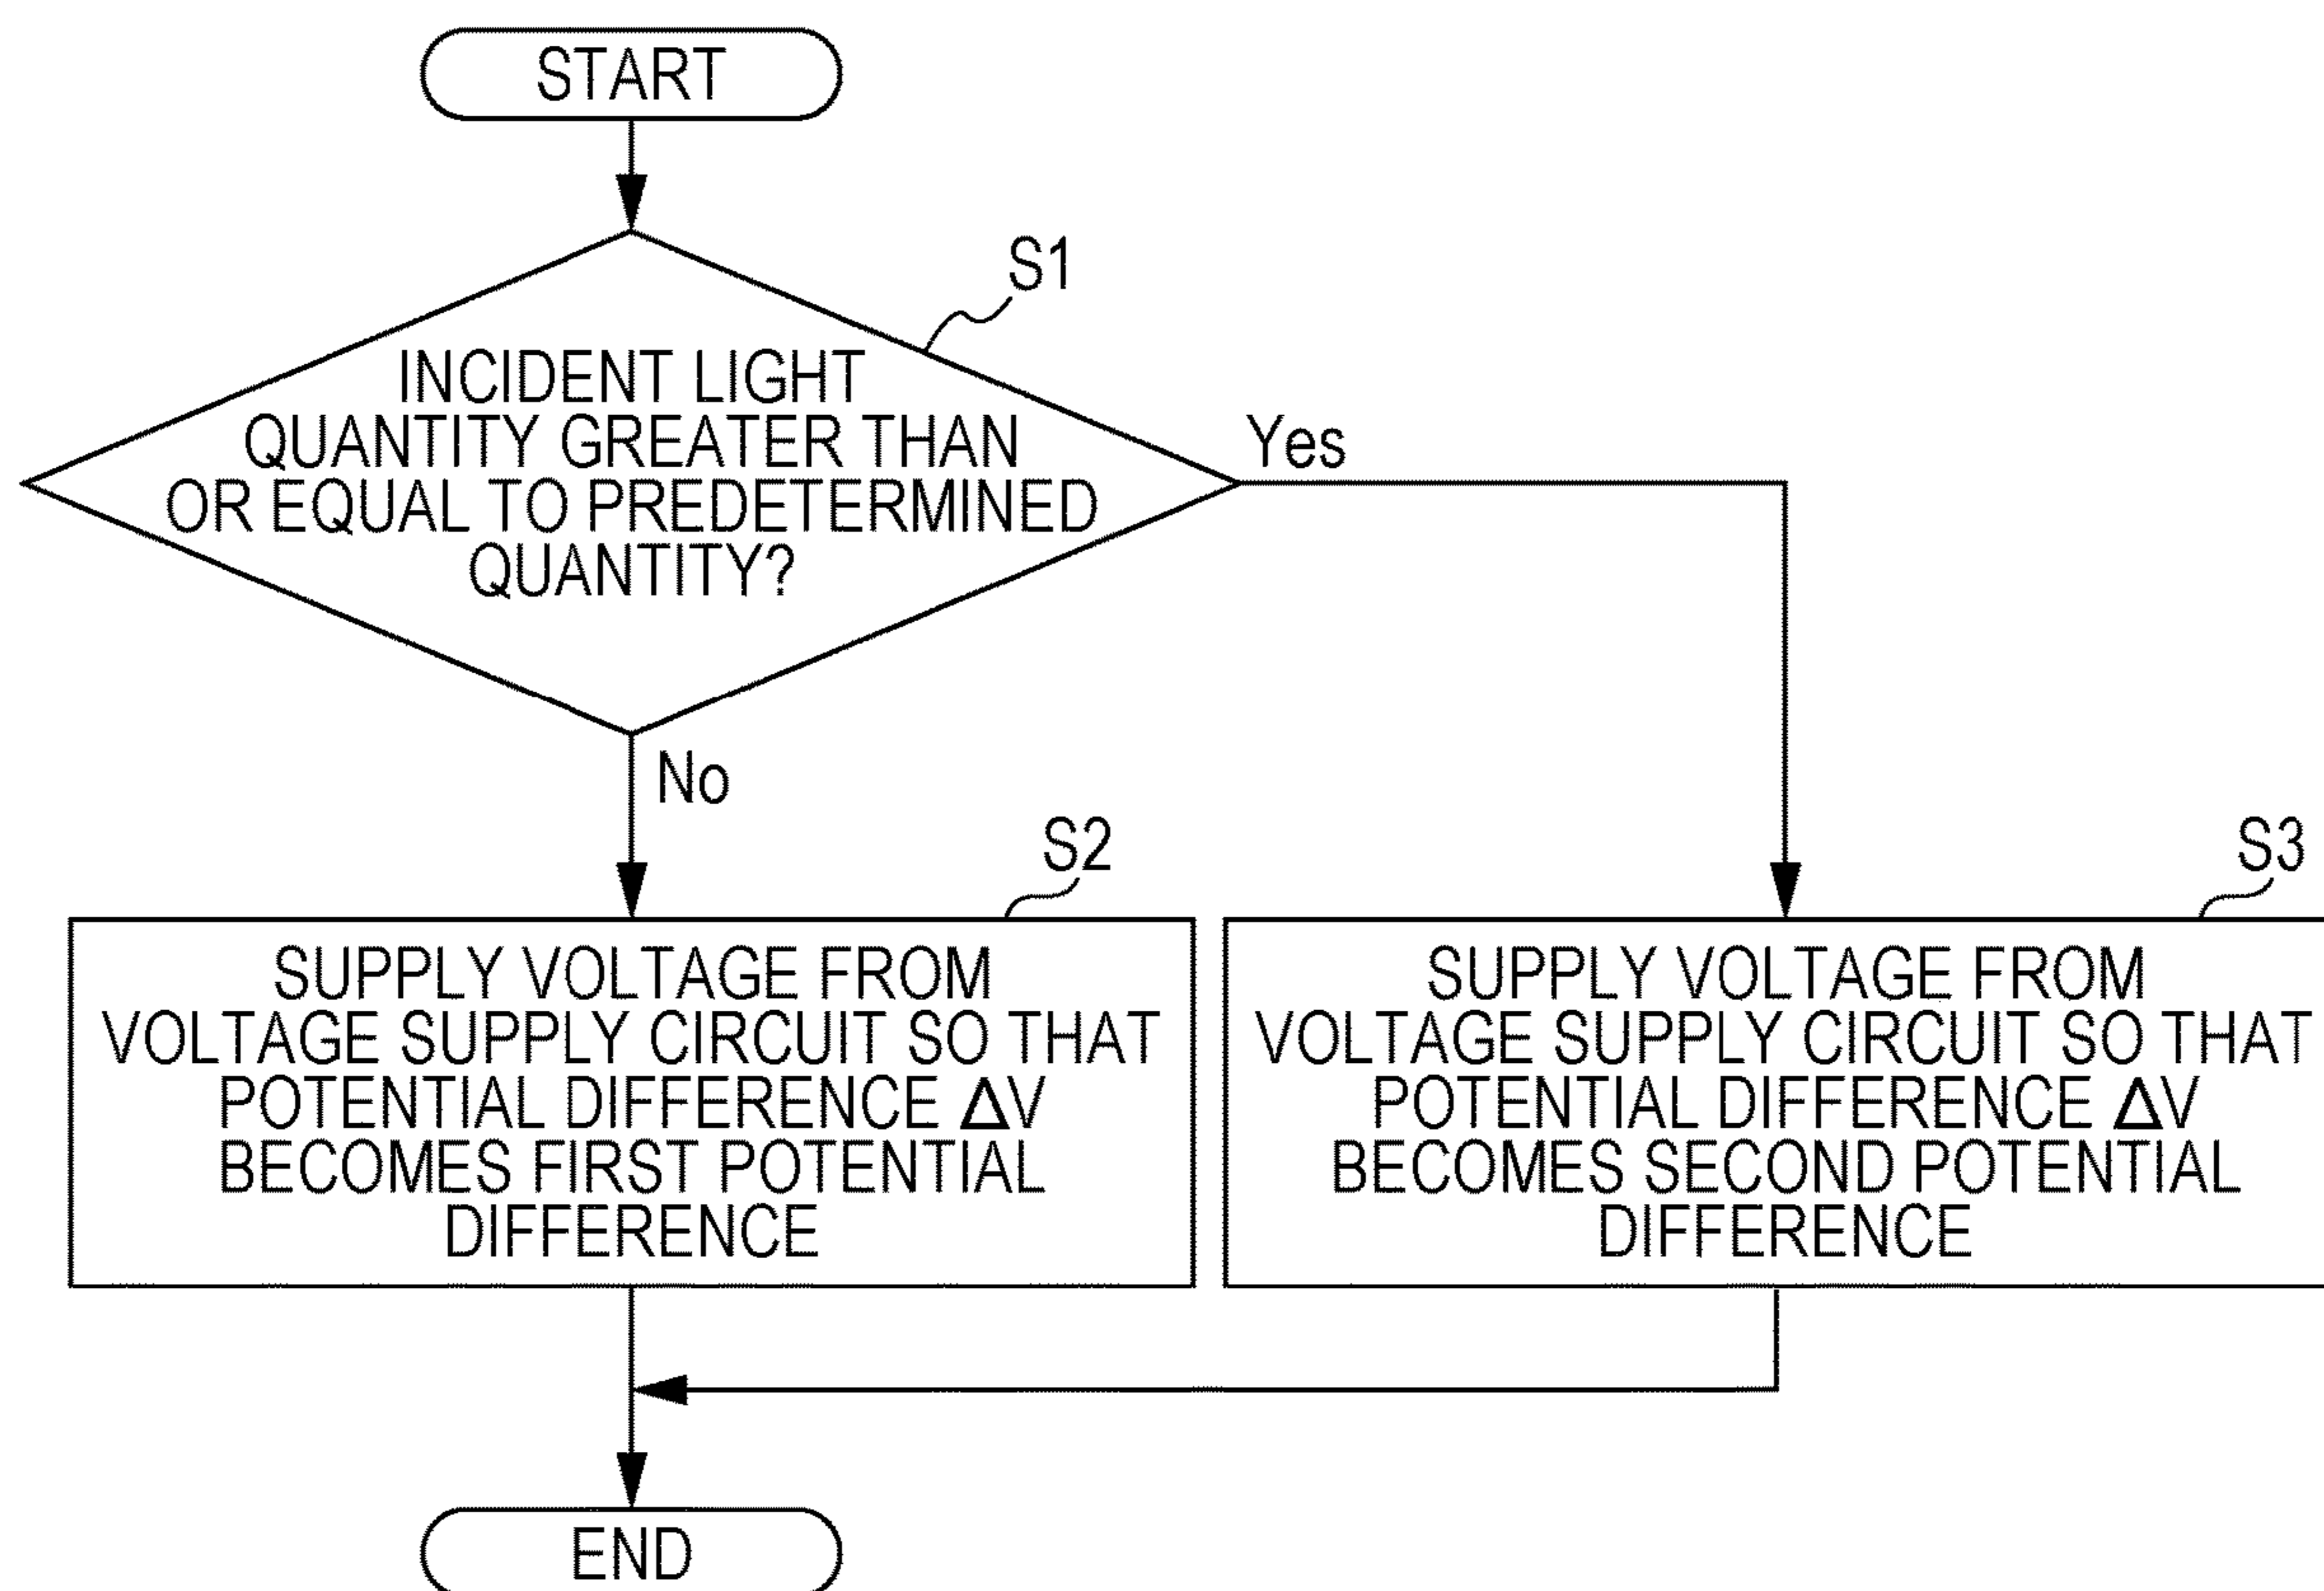 START
S1
INCIDENT LIGHT
QUANTITY GREATER THAN
OR EQUAL TO PREDETERMINED
QUANTITY?
Yes
No
S2
SUPPLY VOLTAGE FROM
VOLTAGE SUPPLY CIRCUIT SO THAT
POTENTIAL DIFFERENCE ΔV
BECOMES FIRST POTENTIAL
DIFFERENCE
S3
SUPPLY VOLTAGE FROM
VOLTAGE SUPPLY CIRCUIT SO THAT
POTENTIAL DIFFERENCE ΔV
BECOMES SECOND POTENTIAL
DIFFERENCE
END